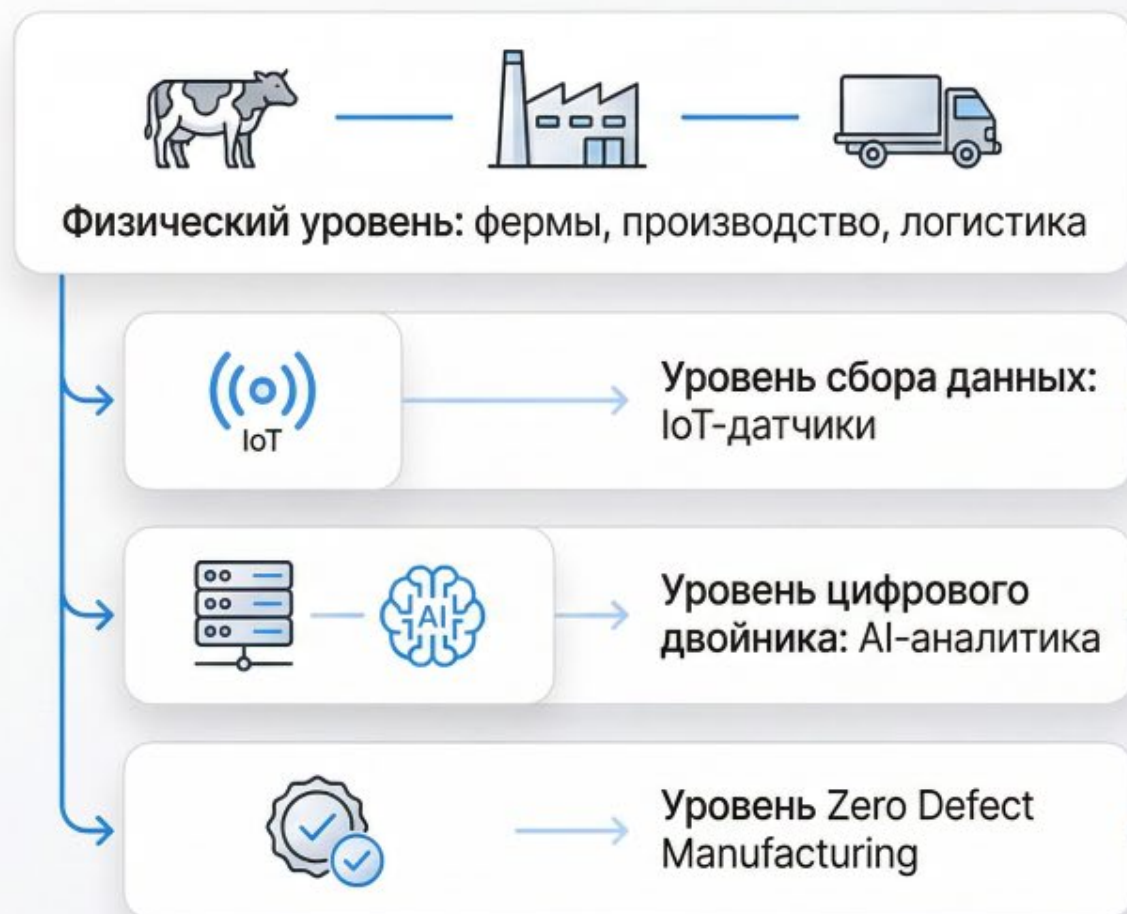 Физический уровень: фермы, производство, логистика
IoT
Уровень сбора данных:
IoT-датчики
AI
Уровень цифрового
двойника: AI-аналитика
Уровень Zero Defect
Manufacturing